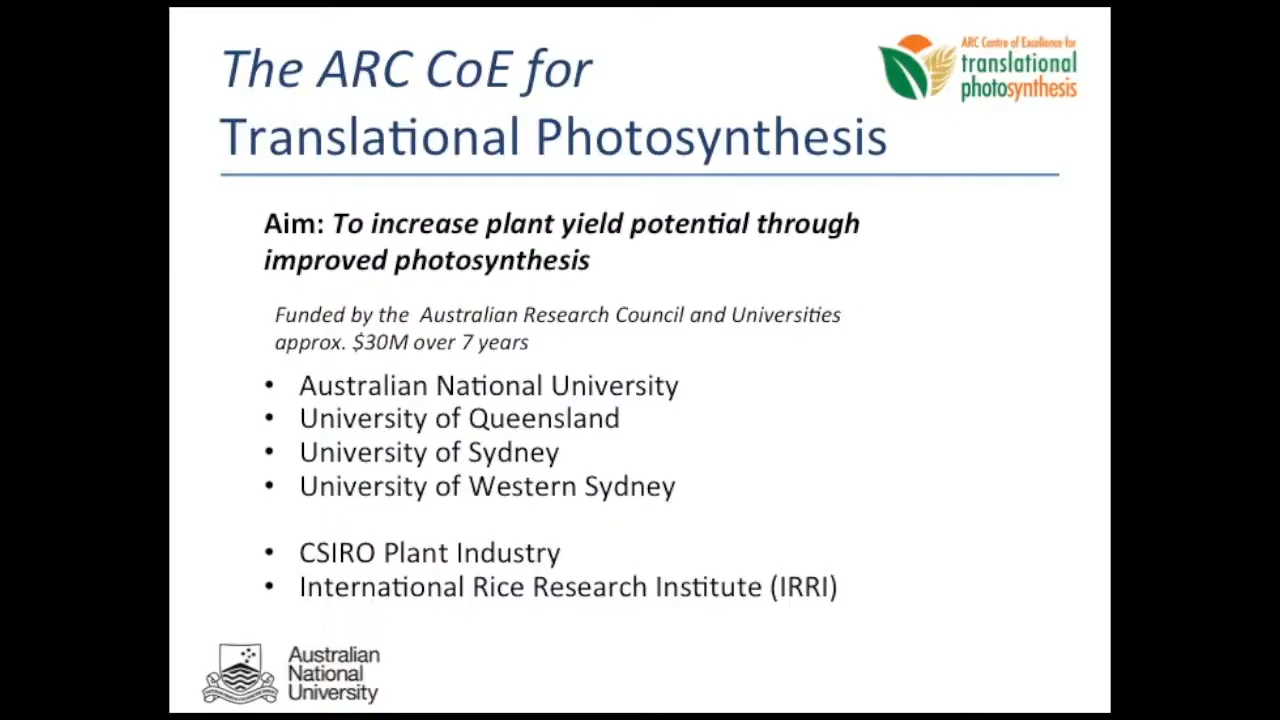 The ARC CoE for
Translational Photosynthesis
ARC Centre of Excellence for
translational
photosynthesis
Aim: To increase plant yield potential through
improved photosynthesis
Funded by the Australian Research Council and Universities
approx. $30M over 7 years
• Australian National University
• University of Queensland
• University of Sydney
• University of Western Sydney
• CSIRO Plant Industry
• International Rice Research Institute (IRRI)
Australian
National
University